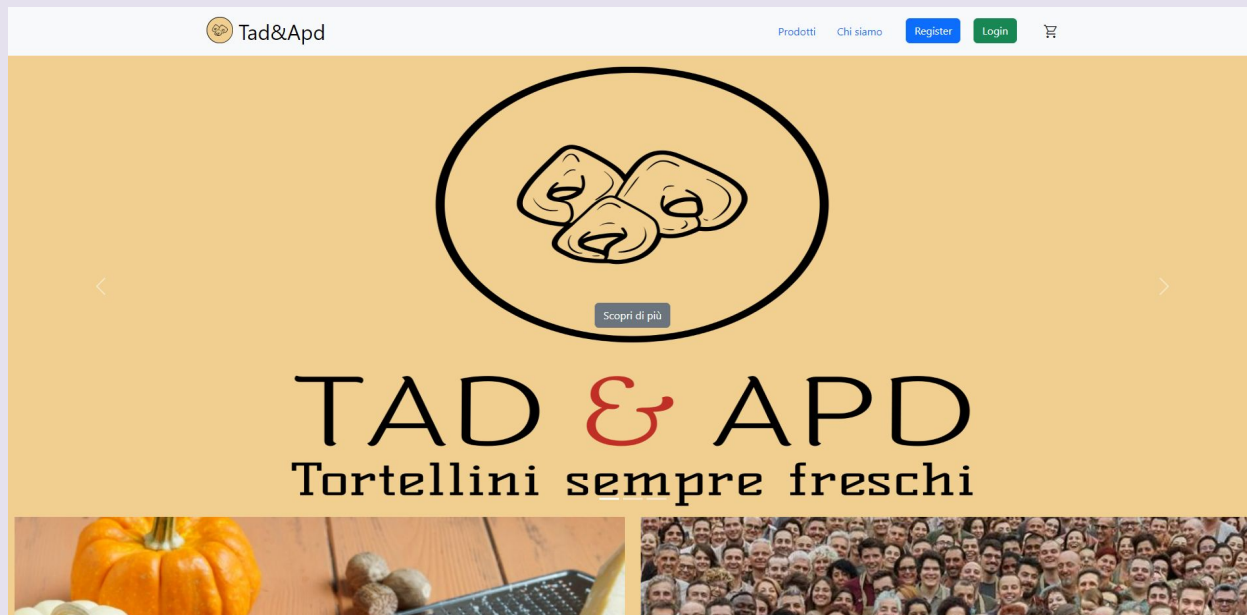 Tad&Apd
Prodotti Chi siamo Register Login
Scopri di più
TAD & APD
Tortellini sempre freschi